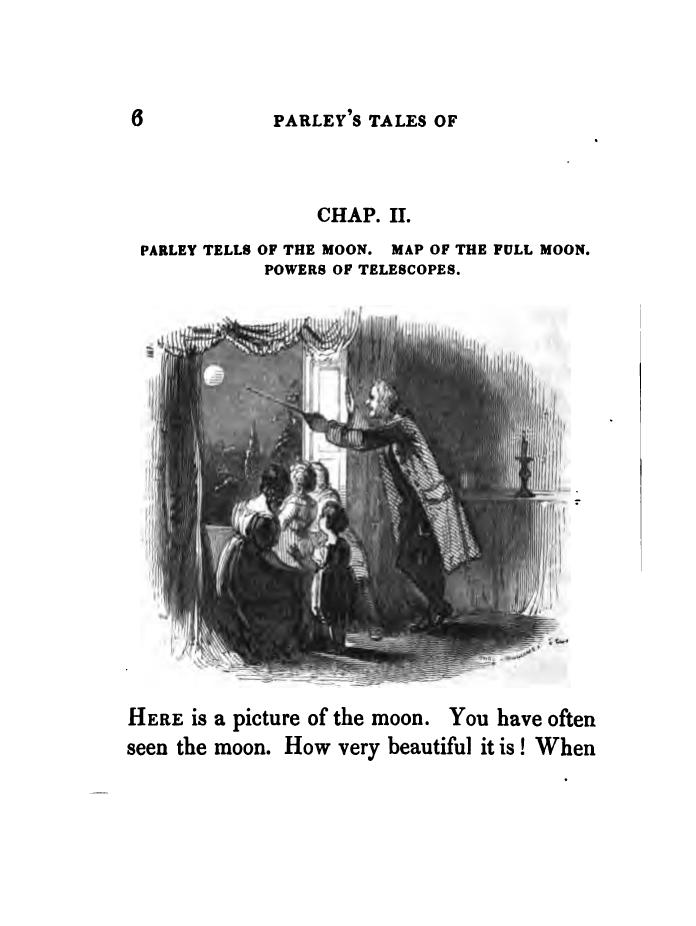 6 PARLEY'S TALES OF
CHAP. II.
PARLEY TELLS OF THE MOON. MAP OF THE FULL MOON.
POWERS OF TELESCOPES.
HERE is a picture of the moon. You have often
seen the moon. How very beautiful it is! When